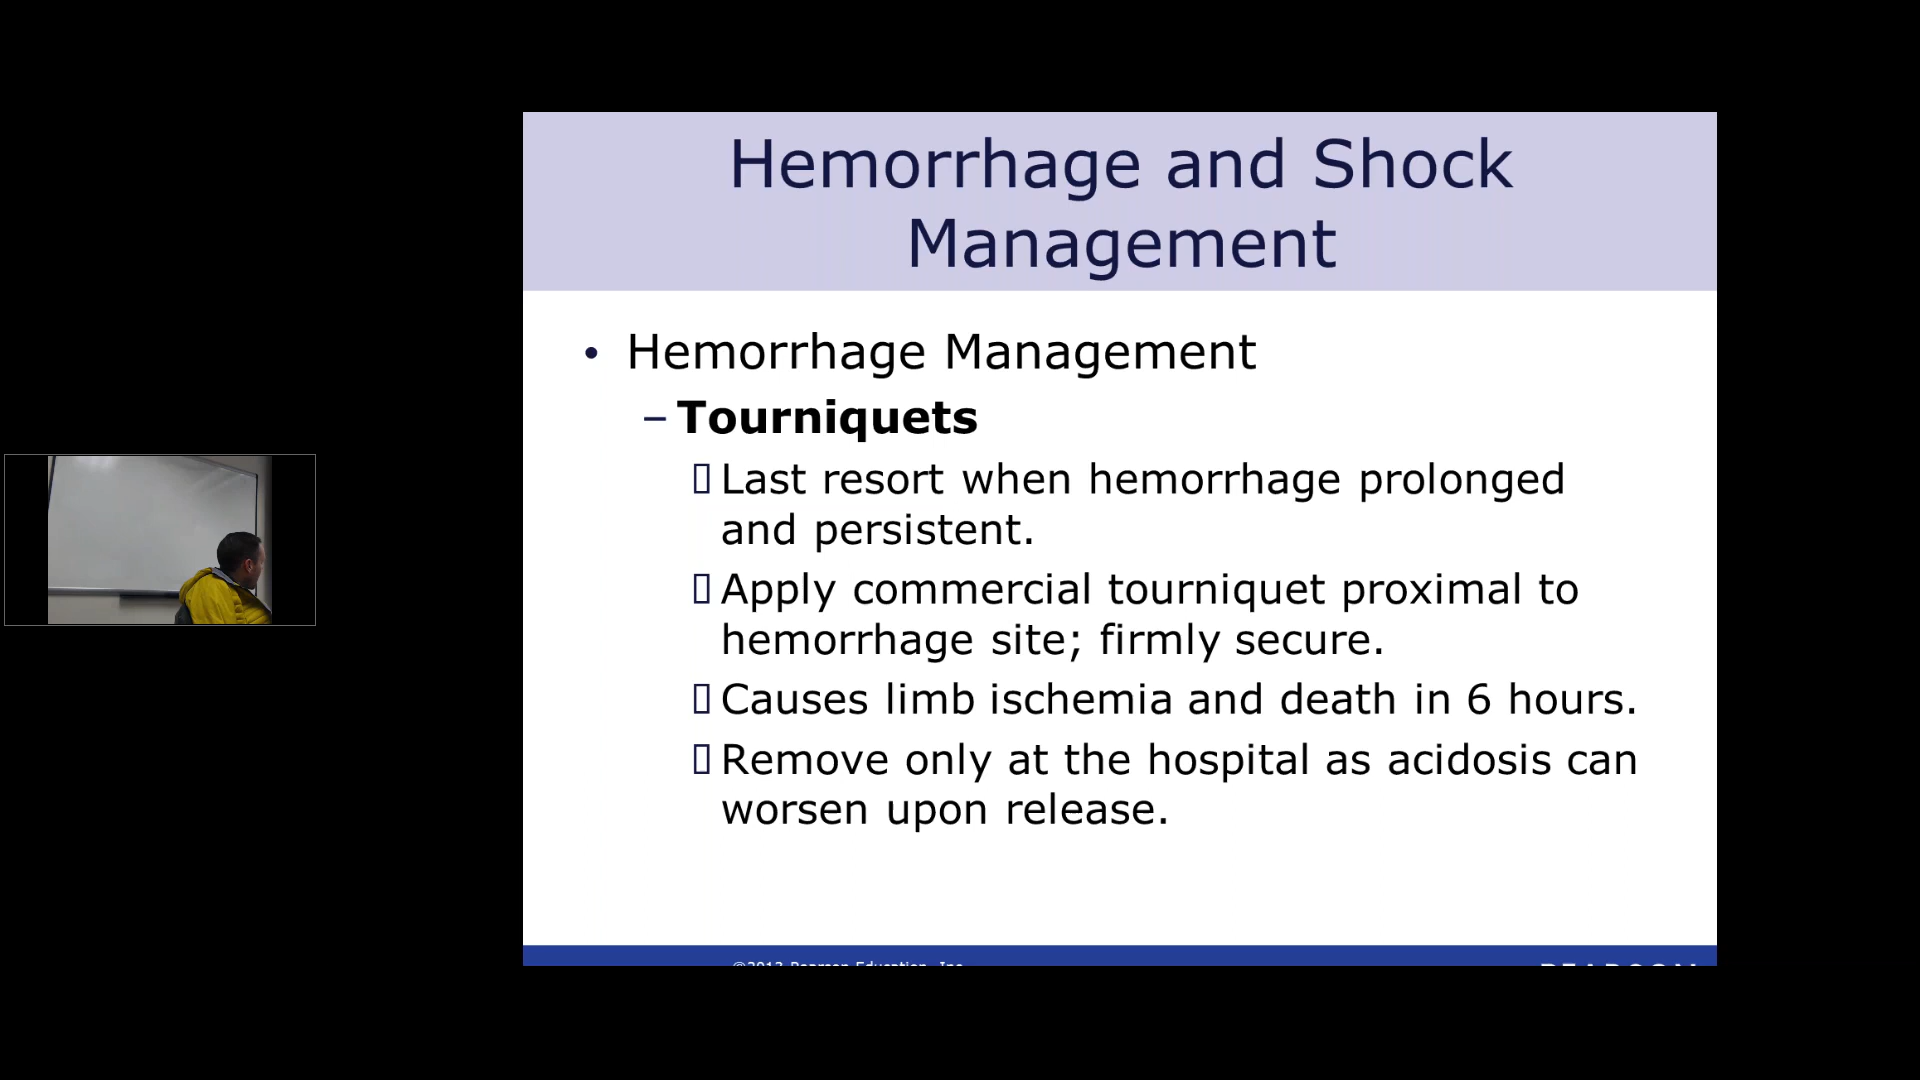 Hemorrhage and Shock
Management
• Hemorrhage Management
– Tourniquets
Last resort when hemorrhage prolonged
and persistent.
Apply commercial tourniquet proximal to
hemorrhage site; firmly secure.
Causes limb ischemia and death in 6 hours.
Remove only at the hospital as acidosis can
worsen upon release.
©2013 Pearson Education, Inc.
PEARSON